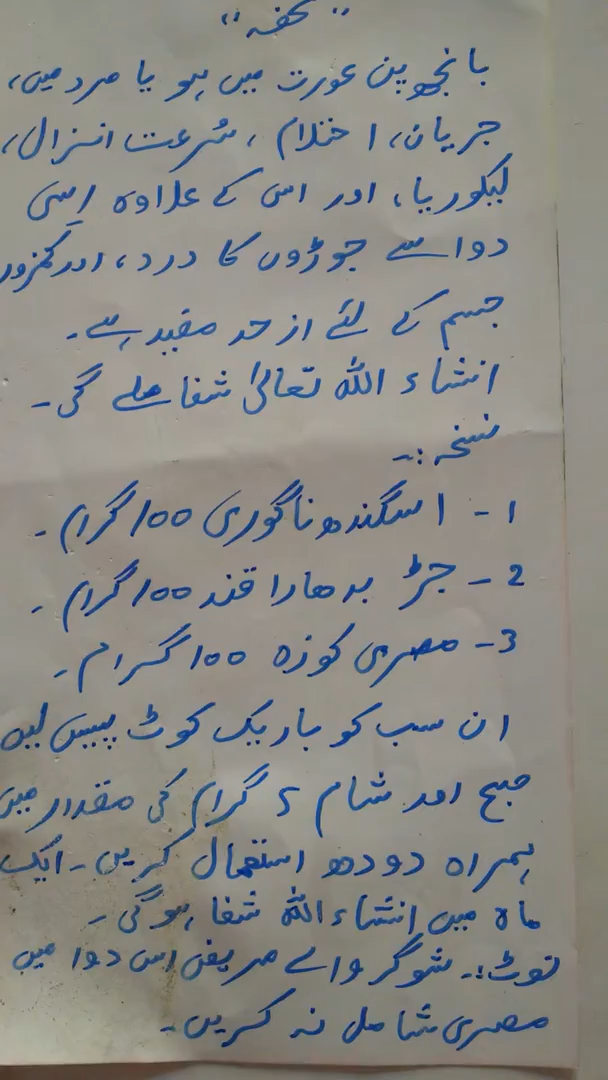 "تحفہ"
بانجھ پن عورت میں ہو یا مرد میں،
جریان، احتلام، سُرعت انزال،
لیکوریا، اور اس کے علاوہ اِسی
دوا سے جوڑوں کا درد، اور کمزور
جسم کے لئے از حد مفید ہے۔
انشاء اللہ تعالیٰ شفا ملے گی۔
نسخہ :۔
1 - اسگندھ ناگوری 100 گرام۔
2 - جڑ بدھارا قند 100 گرام۔
3 - مصری کوزہ 100 گرام۔
ان سب کو باریک کوٹ پیس لیں
صبح اور شام 5 گرام کی مقدار میں
ہمراہ دودھ استعمال کریں۔ ایک
ماہ میں انشاء اللہ شفا ہو گی۔
نوٹ :۔ شوگر والے مریض اس دوا میں
مصری شامل نہ کریں۔